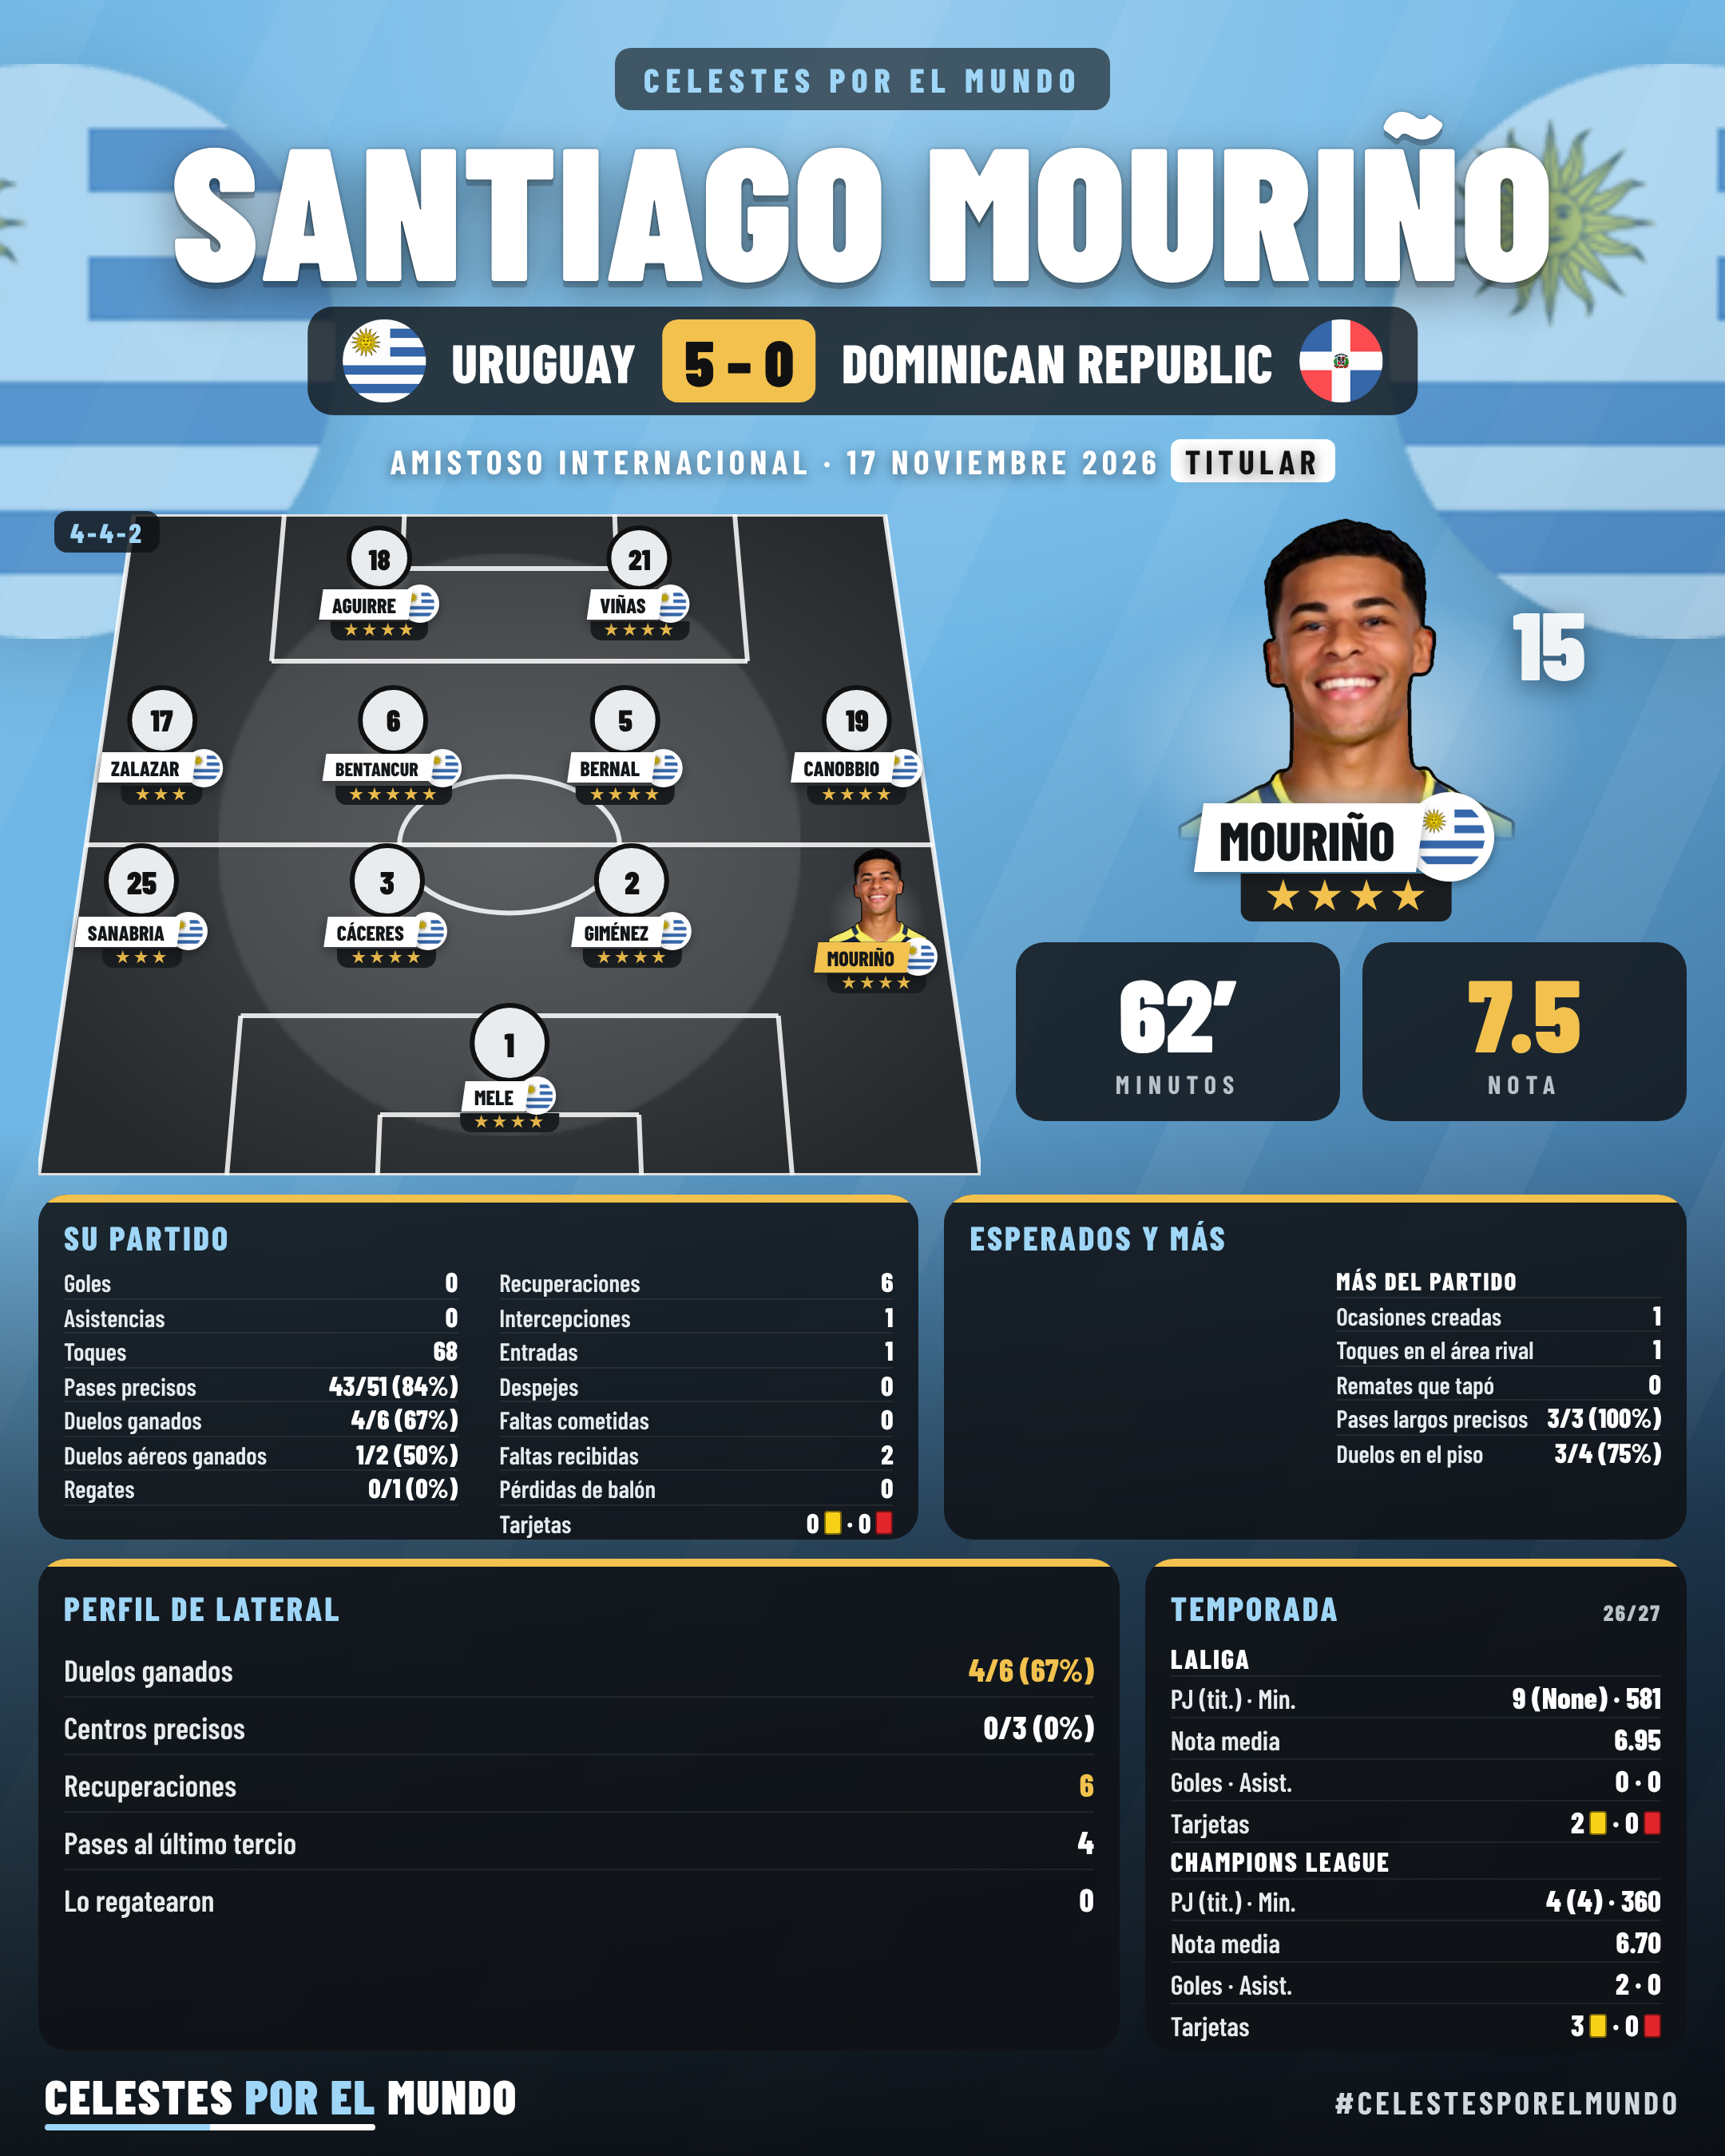 CELESTES POR EL MUNDO
SANTIAGO MOURIÑO
URUGUAY 5 - 0 DOMINICAN REPUBLIC
AMISTOSO INTERNACIONAL · 17 NOVIEMBRE 2026 TITULAR
4-4-2
18 21
AGUIRRE VIÑAS
17 6 5 19
ZALAZAR BENTANCUR BERNAL CANOBBIO
25 3 2
SANABRIA CÁCERES GIMÉNEZ MOURIÑO
1
MELE
15
MOURIÑO
62’ 7.5
MINUTOS NOTA
SU PARTIDO
Goles 0
Asistencias 0
Toques 68
Pases precisos 43/51 (84%)
Duelos ganados 4/6 (67%)
Duelos aéreos ganados 1/2 (50%)
Regates 0/1 (0%)
Recuperaciones 6
Intercepciones 1
Entradas 1
Despejes 0
Faltas cometidas 0
Faltas recibidas 2
Pérdidas de balón 0
Tarjetas 0 · 0
ESPERADOS Y MÁS
MÁS DEL PARTIDO
Ocasiones creadas 1
Toques en el área rival 1
Remates que tapó 0
Pases largos precisos 3/3 (100%)
Duelos en el piso 3/4 (75%)
PERFIL DE LATERAL
Duelos ganados 4/6 (67%)
Centros precisos 0/3 (0%)
Recuperaciones 6
Pases al último tercio 4
Lo regatearon 0
TEMPORADA 26/27
LALIGA
PJ (tit.) · Min. 9 (None) · 581
Nota media 6.95
Goles · Asist. 0 · 0
Tarjetas 2 · 0
CHAMPIONS LEAGUE
PJ (tit.) · Min. 4 (4) · 360
Nota media 6.70
Goles · Asist. 2 · 0
Tarjetas 3 · 0
CELESTES POR EL MUNDO
#CELESTESPORELMUNDO